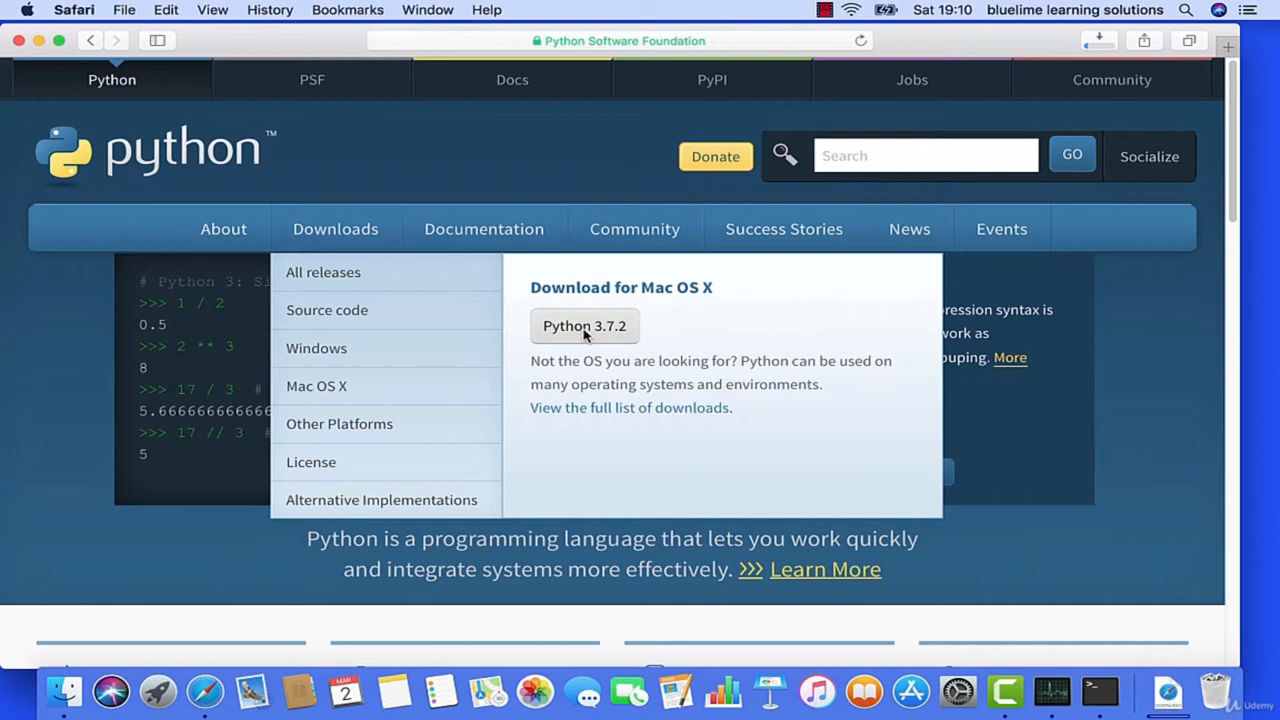 Safari File Edit View History Bookmarks Window Help Sat 19:10 bluelime learning solutions
Python Software Foundation
Python PSF Docs PyPI Jobs Community
python™ Donate Search GO Socialize
About Downloads Documentation Community Success Stories News Events
# Python 3: Si
>>> 1 / 2
0.5
>>> 2 ** 3
8
>>> 17 / 3 #
5.666666666666
>>> 17 // 3 #
5
All releases
Source code
Windows
Mac OS X
Other Platforms
License
Alternative Implementations
Download for Mac OS X
Python 3.7.2
Not the OS you are looking for? Python can be used on
many operating systems and environments.
View the full list of downloads.
ression syntax is
work as
ouping. More
Python is a programming language that lets you work quickly
and integrate systems more effectively. >>> Learn More
MAR
2
Udemy